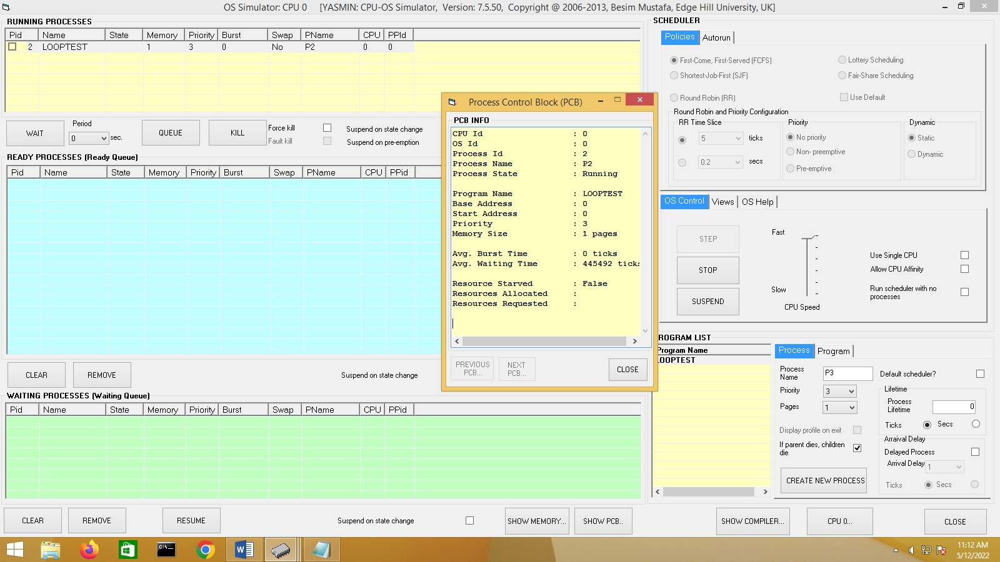 OS Simulator: CPU 0 [YASMIN: CPU-OS Simulator, Version: 7.5.50, Copyright @ 2006-2013, Besim Mustafa, Edge Hill University, UK]
RUNNING PROCESSES
Pid Name State Memory Priority Burst Swap PName CPU PPId
2 LOOPTEST 1 3 0 No P2 0 0
WAIT
Period
0 sec.
QUEUE
KILL
Force kill
Fault kill
Suspend on state change
Suspend on pre-emption
READY PROCESSES (Ready Queue)
Pid Name State Memory Priority Burst Swap PName CPU PPId
CLEAR
REMOVE
Suspend on state change
WAITING PROCESSES (Waiting Queue)
Pid Name State Memory Priority Burst Swap PName CPU PPId
CLEAR
REMOVE
RESUME
Suspend on state change
SHOW MEMORY...
SHOW PCB..
Process Control Block (PCB)
PCB INFO
CPU Id : 0
OS Id : 0
Process Id : 2
Process Name : P2
Process State : Running
Program Name : LOOPTEST
Base Address : 0
Start Address : 0
Priority : 3
Memory Size : 1 pages
Avg. Burst Time : 0 ticks
Avg. Waiting Time : 445492 ticks
Resource Starved : False
Resources Allocated :
Resources Requested :
PREVIOUS
PCB...
NEXT
PCB...
CLOSE
SCHEDULER
Policies Autorun
First-Come, First-Served (FCFS)
Lottery Scheduling
Shortest-Job-First (SJF)
Fair-Share Scheduling
Round Robin (RR)
Use Default
Round Robin and Priority Configuration
RR Time Slice
5 ticks
0.2 secs
Priority
No priority
Non- preemptive
Pre-emptive
Dynamic
Static
Dynamic
OS Control Views OS Help
STEP
STOP
SUSPEND
Fast
Slow
CPU Speed
Use Single CPU
Allow CPU Affinity
Run scheduler with no
processes
PROGRAM LIST
Program Name
LOOPTEST
Process Program
Process
Name
P3
Priority
3
Pages
1
Display profile on exit
If parent dies, children
die
CREATE NEW PROCESS
Default scheduler?
Lifetime
Process
Lifetime
0
Ticks Secs
Arraival Delay
Delayed Process
Arrival Delay 1
Ticks Secs
SHOW COMPILER...
CPU 0...
CLOSE
11:12 AM
5/12/2022